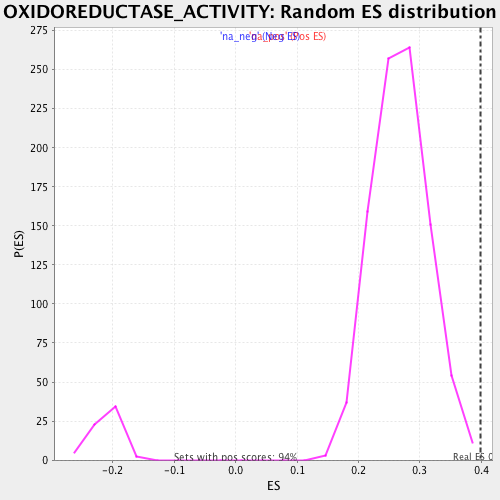 OXIDOREDUCTASE_ACTIVITY: Random ES distribution
'na_neg' (Neg ES)
'na_pos' (Pos ES)
275
250
225
200
175
150
125
100
75
50
25
0
P(ES)
Sets with pos scores: 94%
Real ES 0
-0.2
-0.1
0.0
0.1
0.2
0.3
0.4
ES